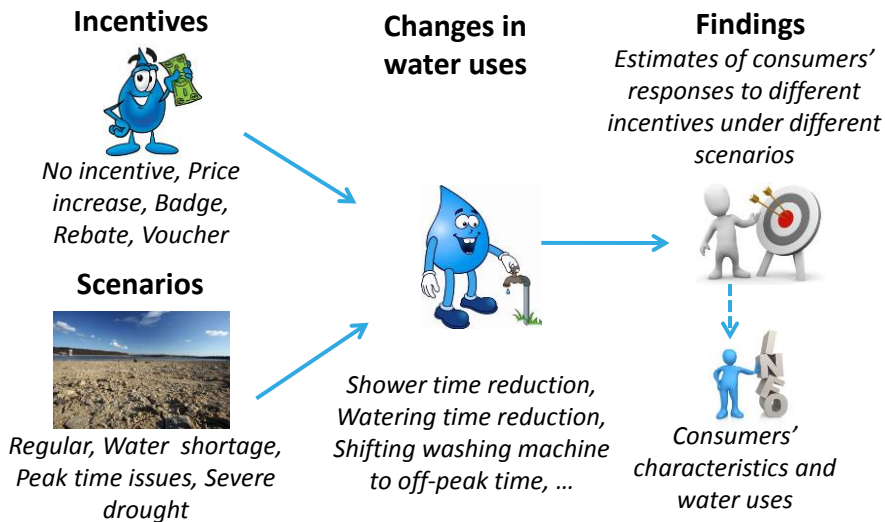 Incentives
No incentive, Price
increase, Badge,
Rebate, Voucher
Scenarios
Regular, Water shortage,
Peak time issues, Severe
drought
Changes in
water uses
Shower time reduction,
Watering time reduction,
Shifting washing machine
to off-peak time, …
Findings
Estimates of consumers’
responses to different
incentives under different
scenarios
INFO
Consumers’
characteristics and
water uses